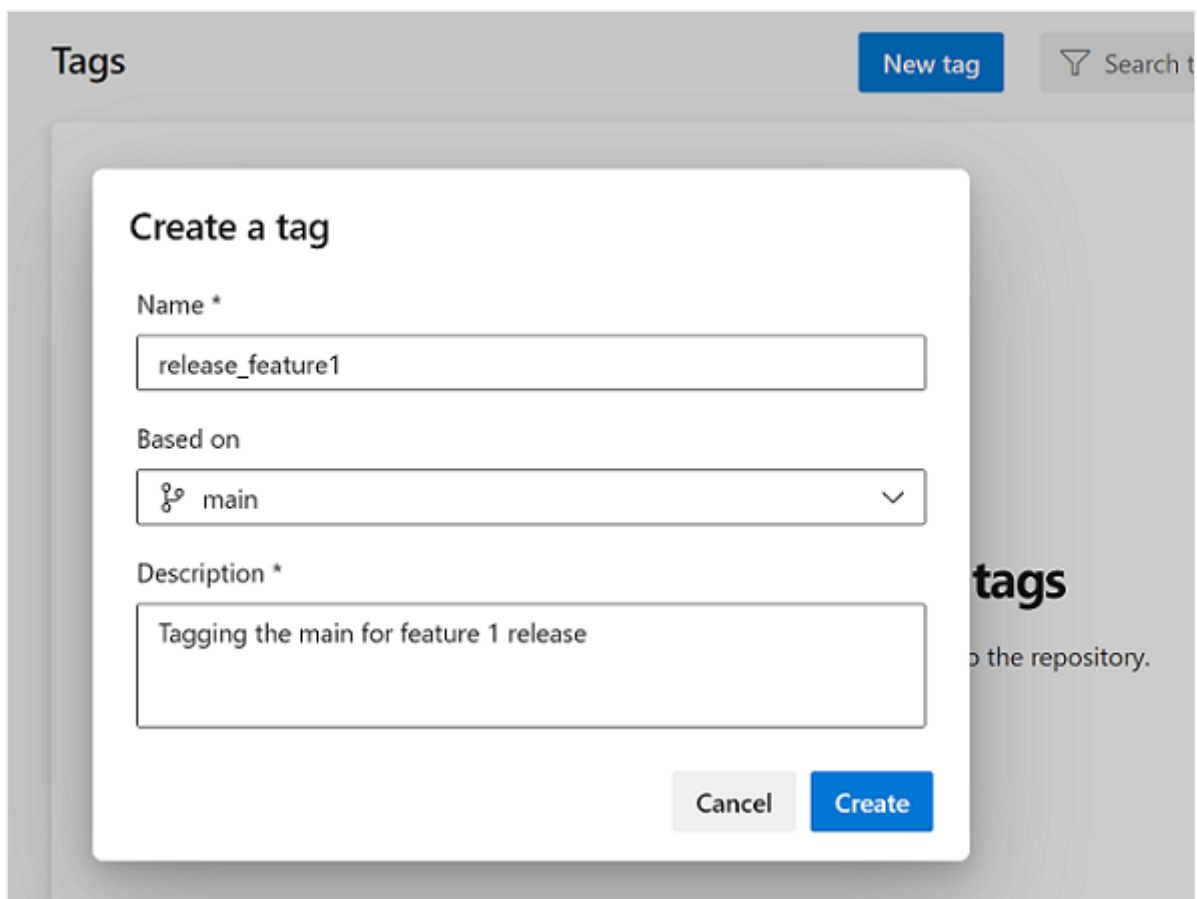 Tags
New tag
Search t
Create a tag
Name *
release_feature1
Based on
main
Description *
Tagging the main for feature 1 release
tags
the repository.
Cancel
Create